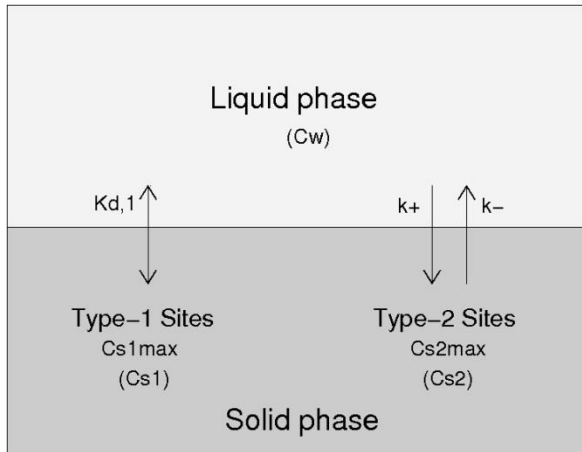 Liquid phase
(Cw)
Kd,1
k+
k−
Type−1 Sites
Cs1max
(Cs1)
Type−2 Sites
Cs2max
(Cs2)
Solid phase